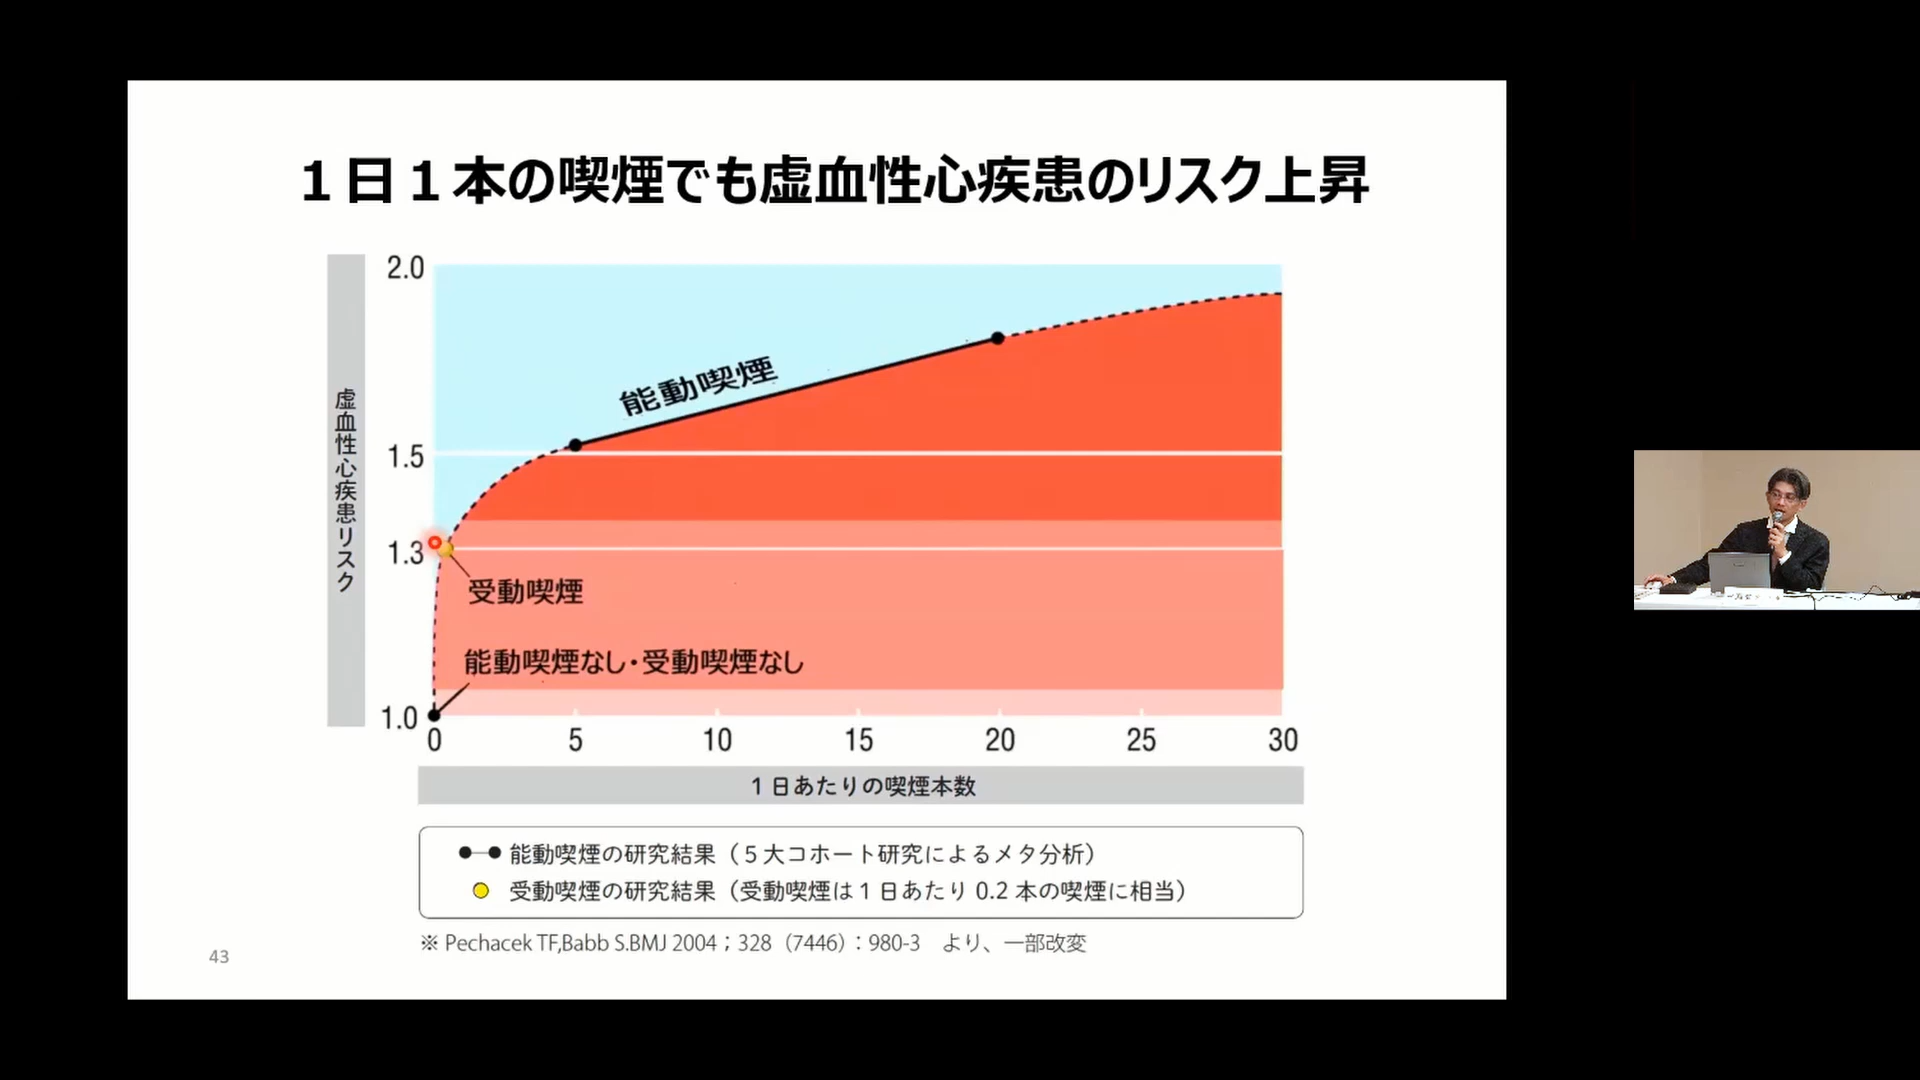 １日１本の喫煙でも虚血性心疾患のリスク上昇
虚血性心疾患リスク
2.0
1.5
1.3
1.0
能動喫煙
受動喫煙
能動喫煙なし・受動喫煙なし
0 5 10 15 20 25 30
１日あたりの喫煙本数
能動喫煙の研究結果（５大コホート研究によるメタ分析）
受動喫煙の研究結果（受動喫煙は１日あたり 0.2 本の喫煙に相当）
※ Pechacek TF,Babb S.BMJ 2004；328（7446）：980-3　より、一部改変
43